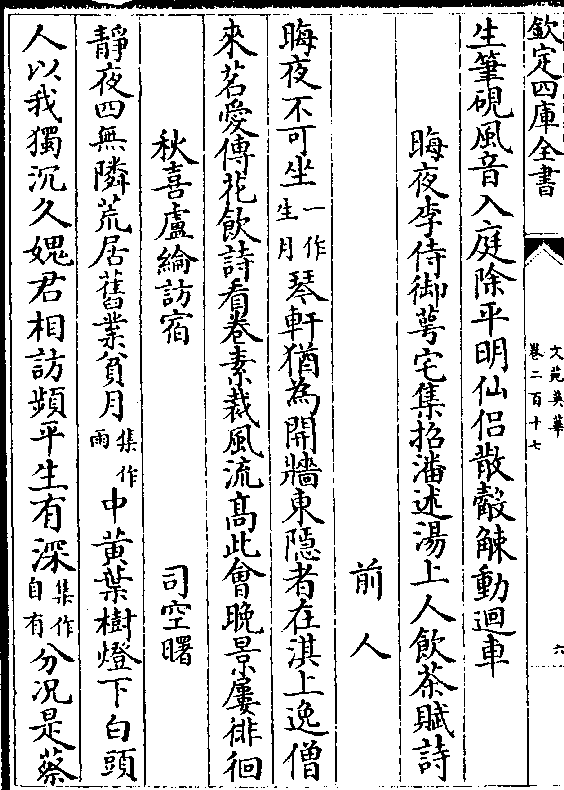 欽定四庫全書
文苑英華
卷二百十七
六
生筆硯風音入庭除平明仙侣散觳觫動迴車
晦夜李侍御萼宅集招潘述湯上人飲茶賦詩
前人
晦夜不可坐一作生月琴軒猶為開牆東隱者在淇上逸僧
來茗愛傳花飲詩看卷素裁風流髙此㑹晚景屢徘徊
秋喜盧綸訪宿
司空曙
靜夜四無隣荒居舊業貧月集作雨中黃葉樹燈下白頭
人以我獨沉久媿君相訪頻平生有深集作自有分况是蔡